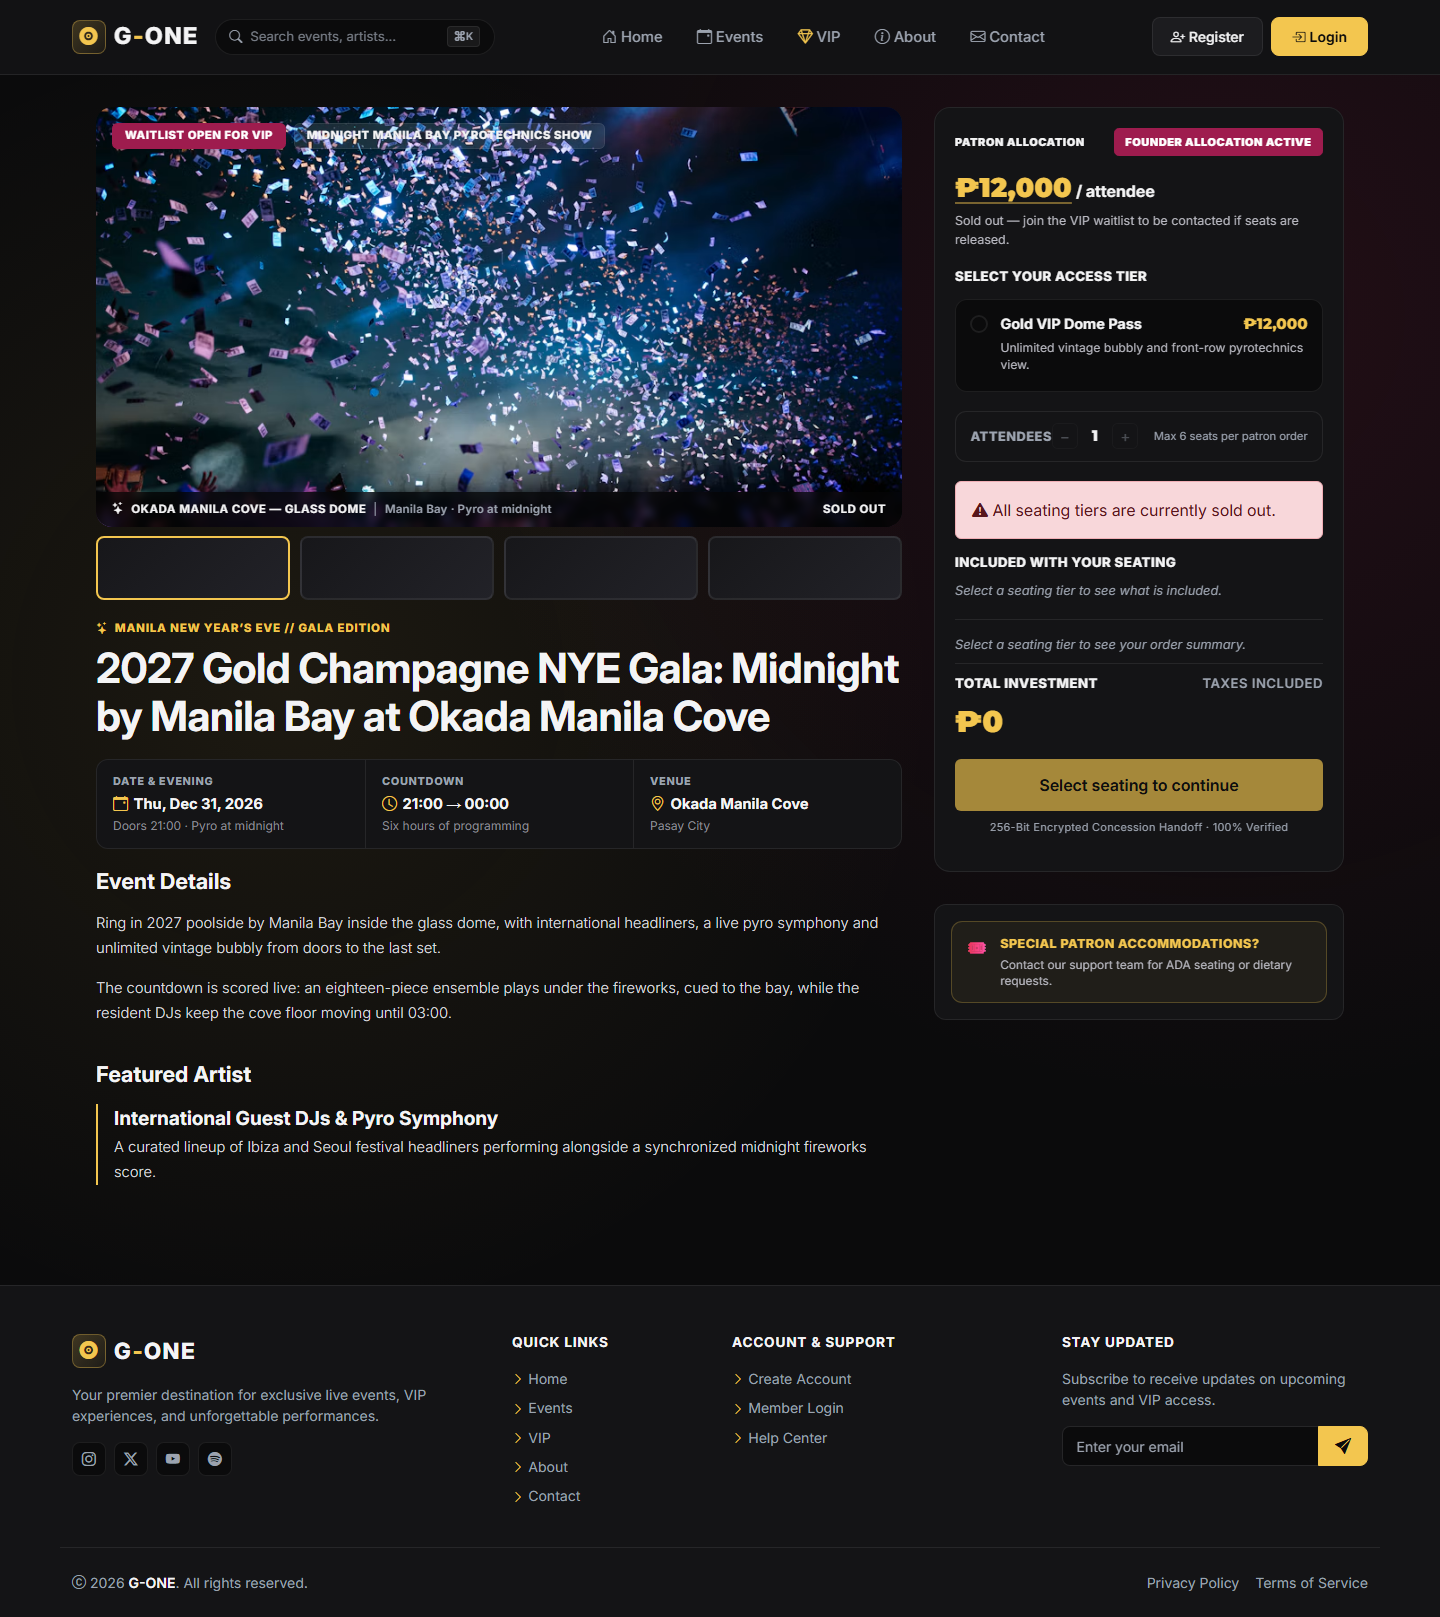 G-ONE
Search events, artists...
⌘K
Home
Events
VIP
About
Contact
Register
Login
WAITLIST OPEN FOR VIP
MIDNIGHT MANILA BAY PYROTECHNICS SHOW
OKADA MANILA COVE — GLASS DOME | Manila Bay · Pyro at midnight
SOLD OUT
MANILA NEW YEAR'S EVE // GALA EDITION
2027 Gold Champagne NYE Gala: Midnight
by Manila Bay at Okada Manila Cove
DATE & EVENING
Thu, Dec 31, 2026
Doors 21:00 · Pyro at midnight
COUNTDOWN
21:00 → 00:00
Six hours of programming
VENUE
Okada Manila Cove
Pasay City
Event Details
Ring in 2027 poolside by Manila Bay inside the glass dome, with international headliners, a live pyro symphony and
unlimited vintage bubbly from doors to the last set.
The countdown is scored live: an eighteen-piece ensemble plays under the fireworks, cued to the bay, while the
resident DJs keep the cove floor moving until 03:00.
Featured Artist
International Guest DJs & Pyro Symphony
A curated lineup of Ibiza and Seoul festival headliners performing alongside a synchronized midnight fireworks
score.
PATRON ALLOCATION
FOUNDER ALLOCATION ACTIVE
₱12,000 / attendee
Sold out — join the VIP waitlist to be contacted if seats are
released.
SELECT YOUR ACCESS TIER
Gold VIP Dome Pass
₱12,000
Unlimited vintage bubbly and front-row pyrotechnics
view.
ATTENDEES
−
1
+
Max 6 seats per patron order
All seating tiers are currently sold out.
INCLUDED WITH YOUR SEATING
Select a seating tier to see what is included.
Select a seating tier to see your order summary.
TOTAL INVESTMENT
TAXES INCLUDED
₱0
Select seating to continue
256-Bit Encrypted Concession Handoff · 100% Verified
SPECIAL PATRON ACCOMMODATIONS?
Contact our support team for ADA seating or dietary
requests.
G-ONE
Your premier destination for exclusive live events, VIP
experiences, and unforgettable performances.
QUICK LINKS
Home
Events
VIP
About
Contact
ACCOUNT & SUPPORT
Create Account
Member Login
Help Center
STAY UPDATED
Subscribe to receive updates on upcoming
events and VIP access.
Enter your email
© 2026 G-ONE. All rights reserved.
Privacy Policy
Terms of Service